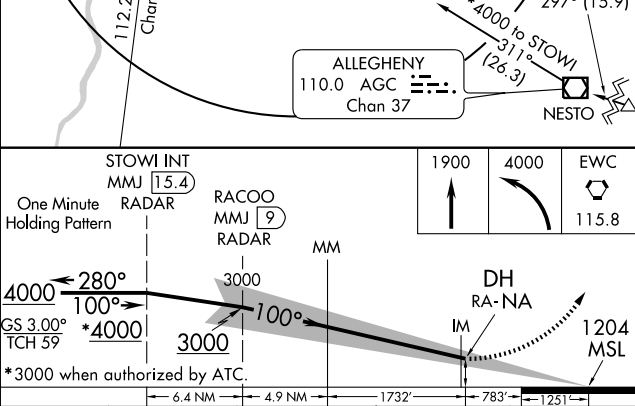 112.2
Chan
*4000 to STOWI
311°
(26.3)
297° (15.9)
ALLEGHENY
110.0 AGC
Chan 37
NESTO
STOWI INT
MMJ 15.4
RADAR
One Minute
Holding Pattern
RACOO
MMJ 9
RADAR
MM
1900
4000
EWC
115.8
4000
280°
100°
*4000
GS 3.00°
TCH 59
3000
3000
100°
DH
RA-NA
IM
1204
MSL
*3000 when authorized by ATC.
6.4 NM
4.9 NM
1732'
783'
1251'